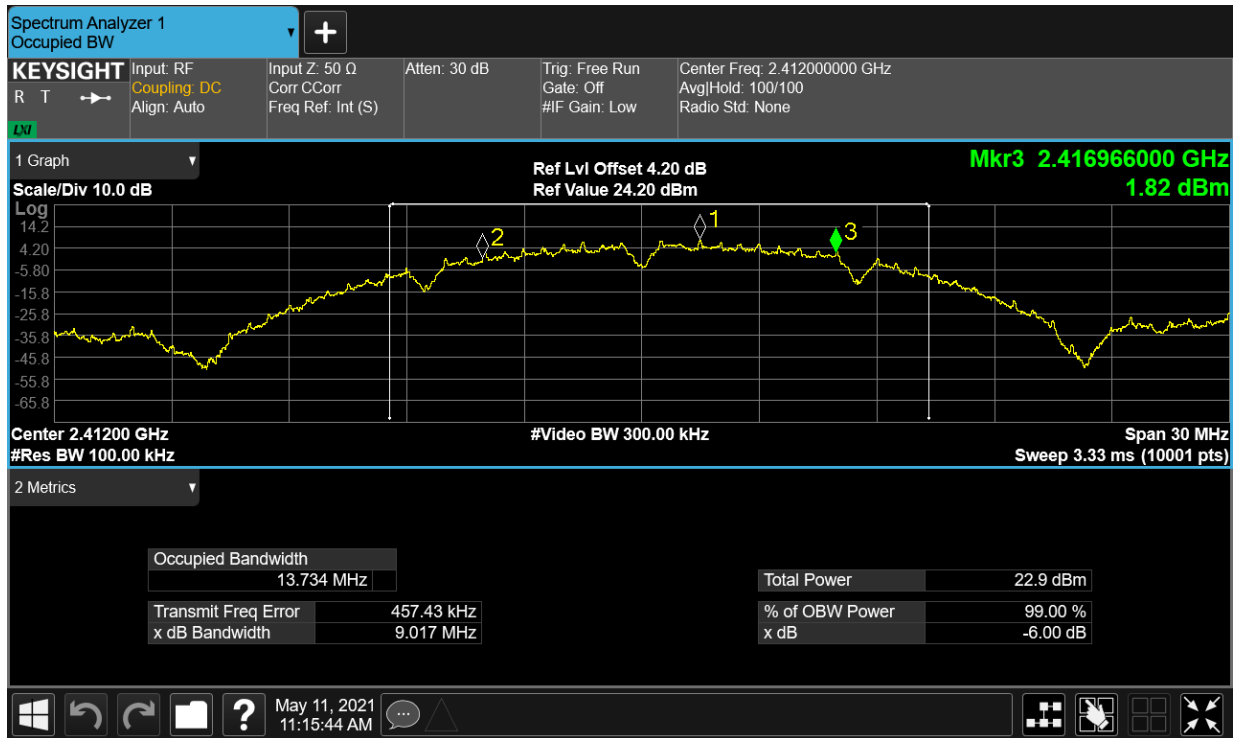 Spectrum Analyzer 1
Occupied BW
▼
+
KEYSIGHT
R T
LXI
Input: RF
Coupling: DC
Align: Auto
Input Z: 50 Ω
Corr CCorr
Freq Ref: Int (S)
Atten: 30 dB
Trig: Free Run
Gate: Off
#IF Gain: Low
Center Freq: 2.412000000 GHz
Avg|Hold: 100/100
Radio Std: None
1 Graph ▼
Scale/Div 10.0 dB
Ref Lvl Offset 4.20 dB
Ref Value 24.20 dBm
Mkr3 2.416966000 GHz
1.82 dBm
Log
14.2
4.20
-5.80
-15.8
-25.8
-35.8
-45.8
-55.8
-65.8
2
1
3
Center 2.41200 GHz
#Res BW 100.00 kHz
#Video BW 300.00 kHz
Span 30 MHz
Sweep 3.33 ms (10001 pts)
2 Metrics ▼
Occupied Bandwidth
13.734 MHz
Transmit Freq Error 457.43 kHz
x dB Bandwidth 9.017 MHz
Total Power 22.9 dBm
% of OBW Power 99.00 %
x dB -6.00 dB
?
May 11, 2021
11:15:44 AM
...